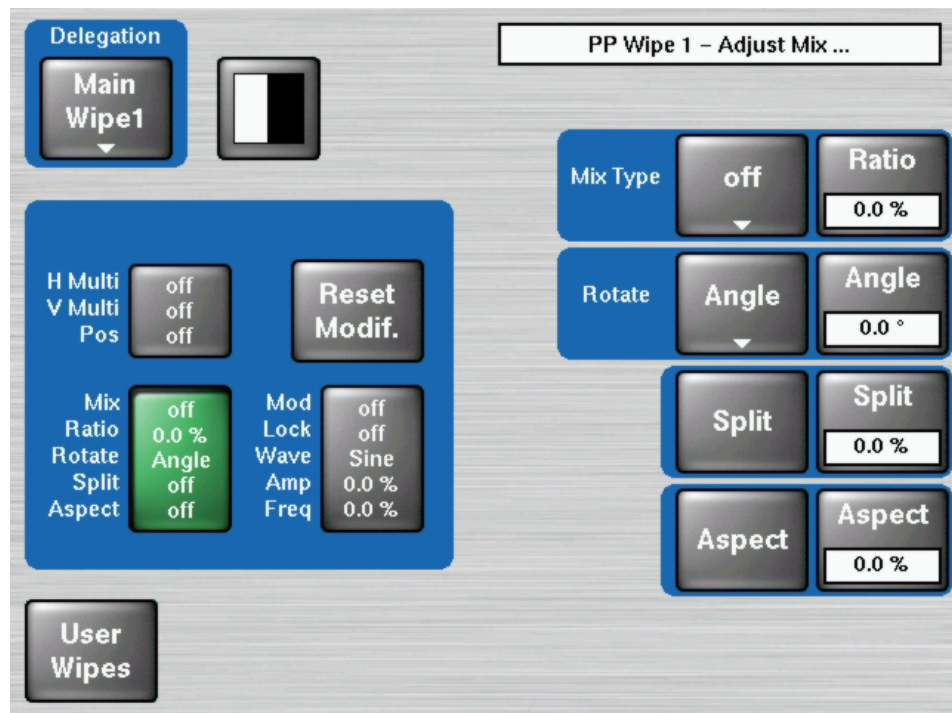 Delegation
Main
Wipe1
PP Wipe 1 – Adjust Mix ...
Mix Type
off
Ratio
0.0 %
Rotate
Angle
Angle
0.0 °
Split
Split
0.0 %
Aspect
Aspect
0.0 %
H Multi off
V Multi off
Pos off
Reset
Modif.
Mix off
Ratio 0.0 %
Rotate Angle
Split off
Aspect off
Mod off
Lock off
Wave Sine
Amp 0.0 %
Freq 0.0 %
User
Wipes